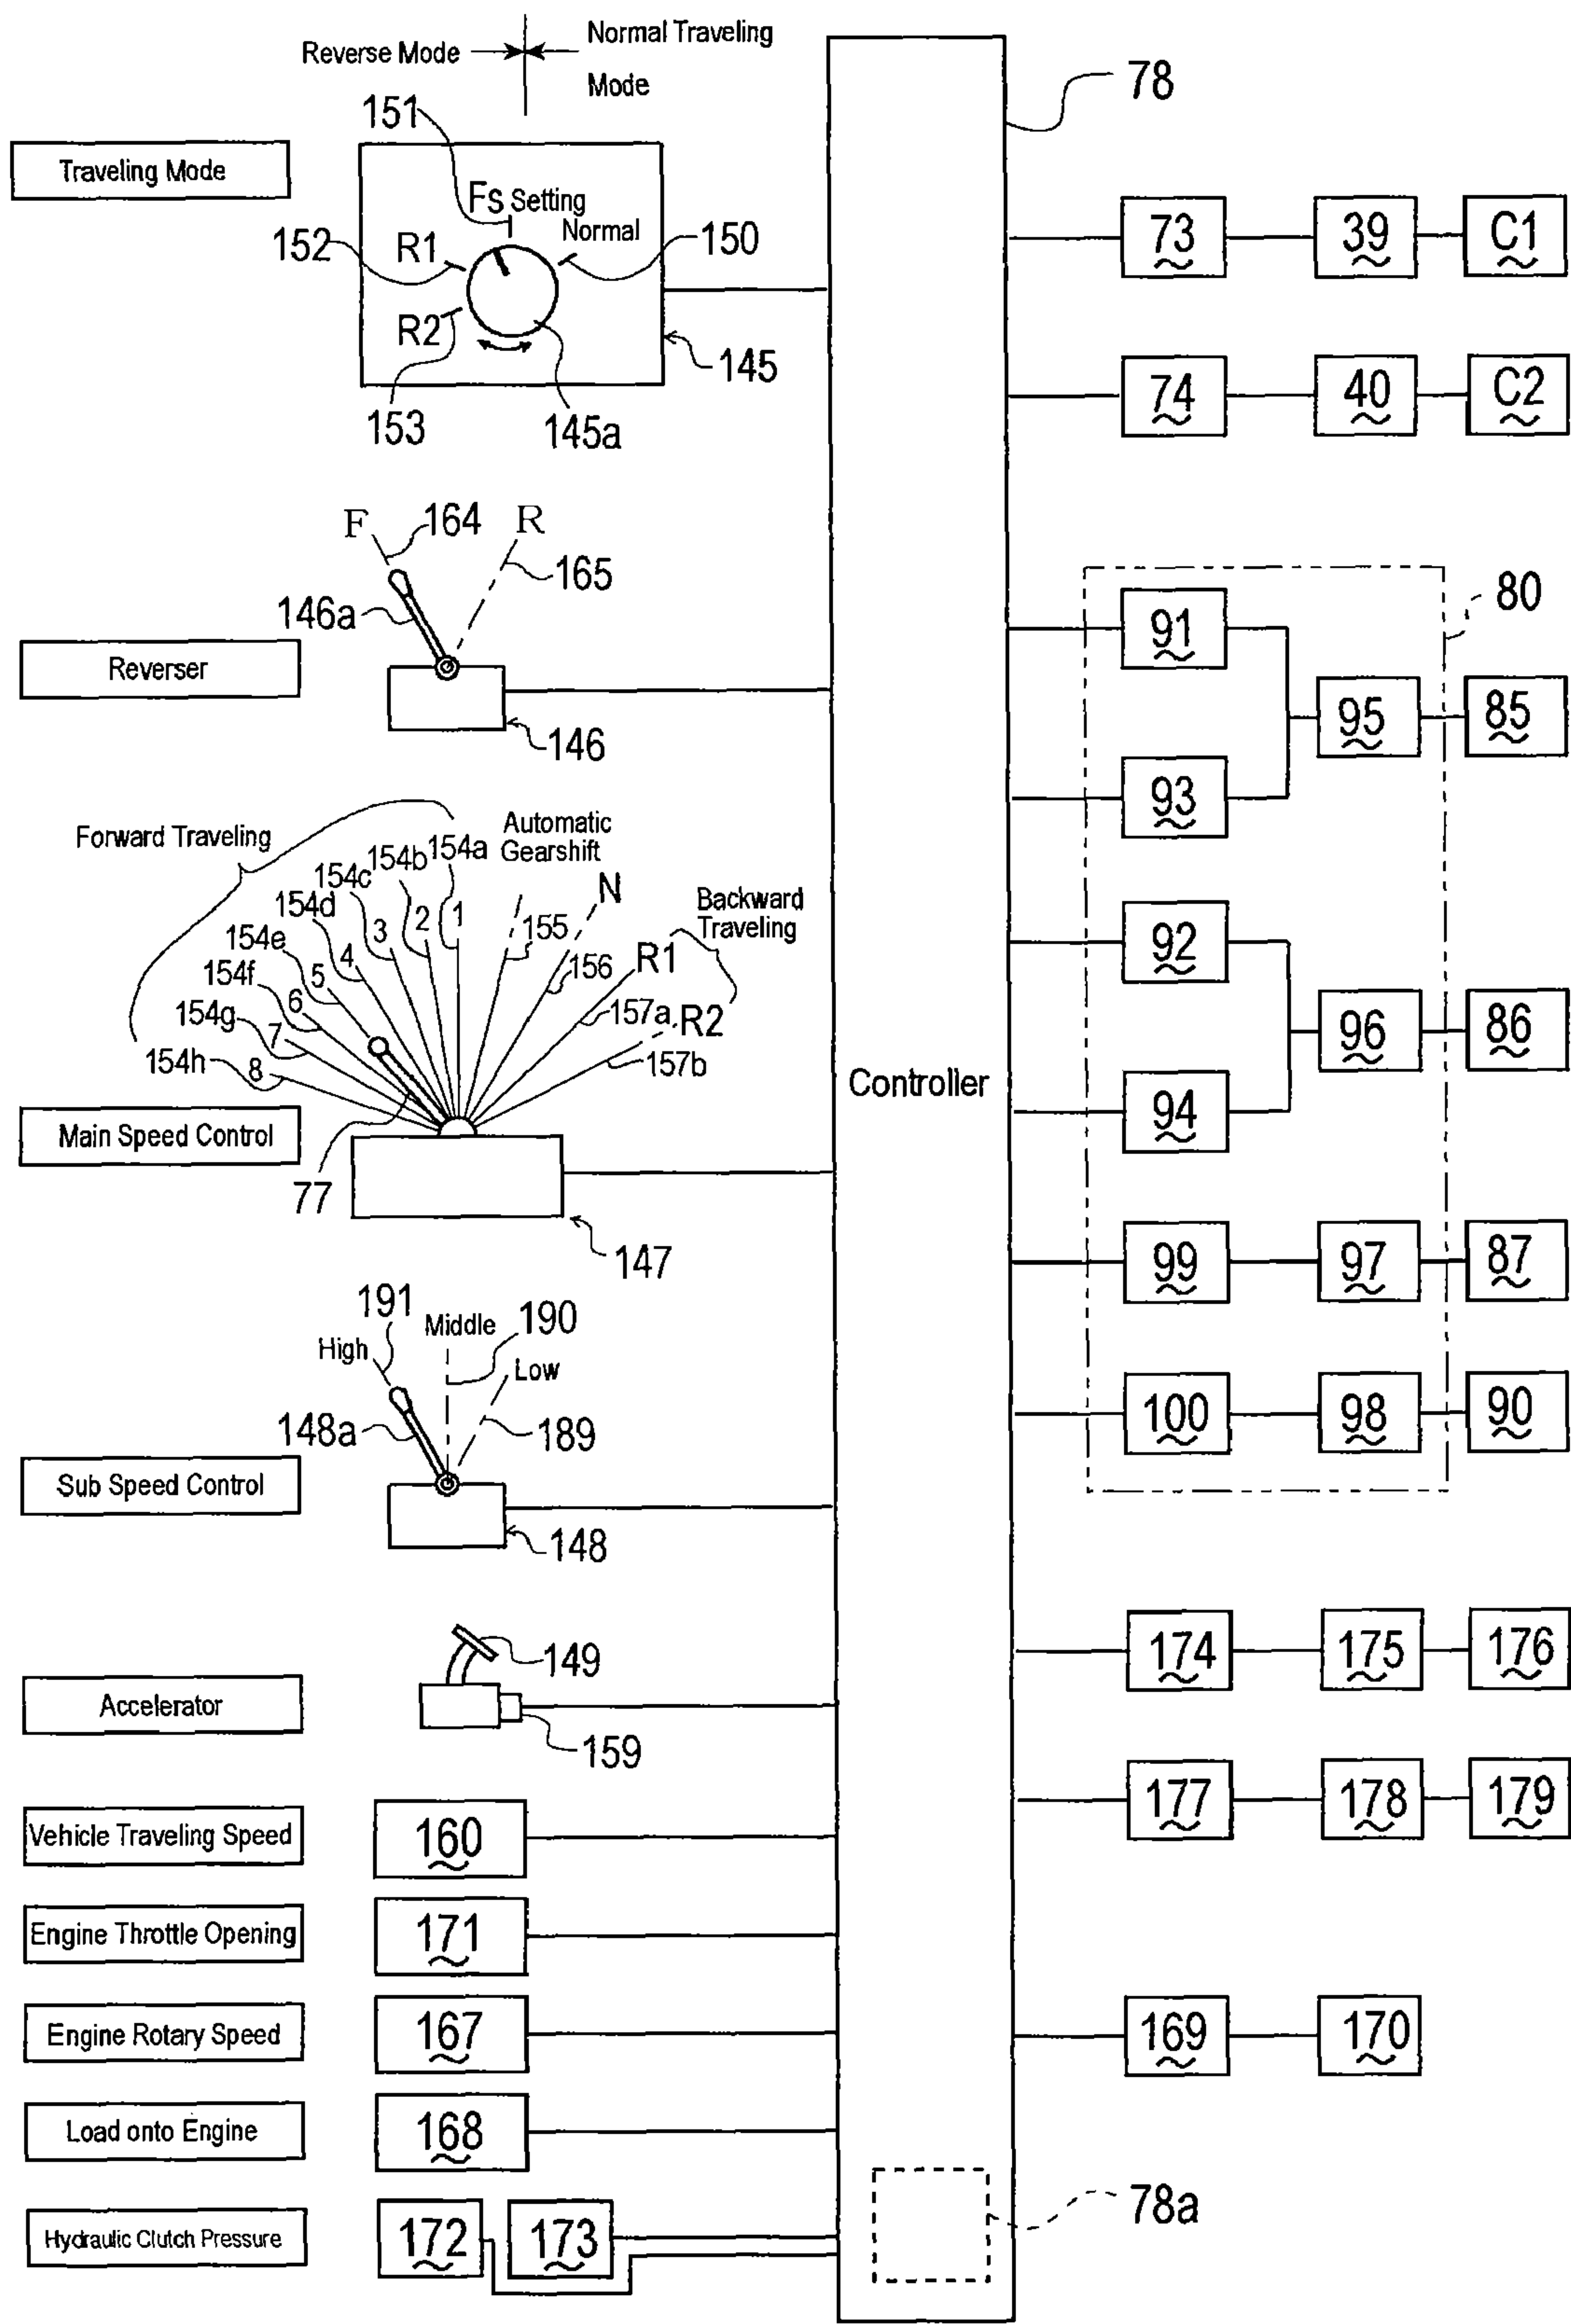 Reverse Mode
Normal Traveling
Mode
78
151
Traveling Mode
Fs Setting
Normal
150
152
R1
R2
153
145a
145
73
39
C1
74
40
C2
F
164
R
165
146a
Reverser
146
80
91
95
85
93
Forward Traveling
Automatic
Gearshift
N
Backward
Traveling
154a
154b
154c
154d
154e
154f
154g
154h
1
2
3
4
5
6
7
8
155
156
R1
157a
R2
157b
Main Speed Control
77
147
Controller
92
96
86
94
99
97
87
100
98
90
191
High
Middle
190
Low
189
148a
Sub Speed Control
148
149
Accelerator
159
174
175
176
177
178
179
Vehicle Traveling Speed
160
Engine Throttle Opening
171
Engine Rotary Speed
167
169
170
Load onto Engine
168
Hydraulic Clutch Pressure
172
173
78a